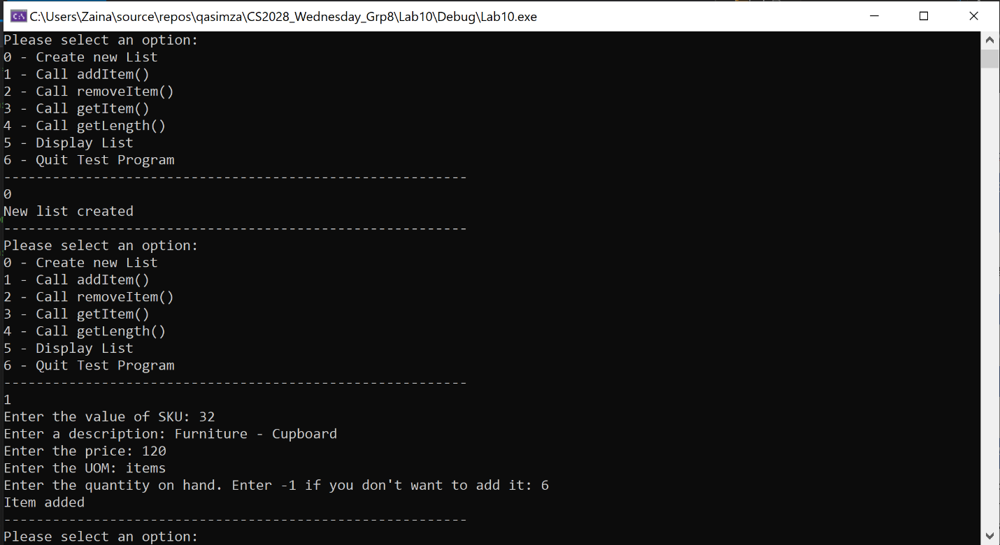 C:\Users\Zaina\source\repos\qasimza\CS2028_Wednesday_Grp8\Lab10\Debug\Lab10.exe
Please select an option:
0 - Create new List
1 - Call addItem()
2 - Call removeItem()
3 - Call getItem()
4 - Call getLength()
5 - Display List
6 - Quit Test Program
---------------------------------------------------------
0
New list created
---------------------------------------------------------
Please select an option:
0 - Create new List
1 - Call addItem()
2 - Call removeItem()
3 - Call getItem()
4 - Call getLength()
5 - Display List
6 - Quit Test Program
---------------------------------------------------------
1
Enter the value of SKU: 32
Enter a description: Furniture - Cupboard
Enter the price: 120
Enter the UOM: items
Enter the quantity on hand. Enter -1 if you don't want to add it: 6
Item added
---------------------------------------------------------
Please select an option: